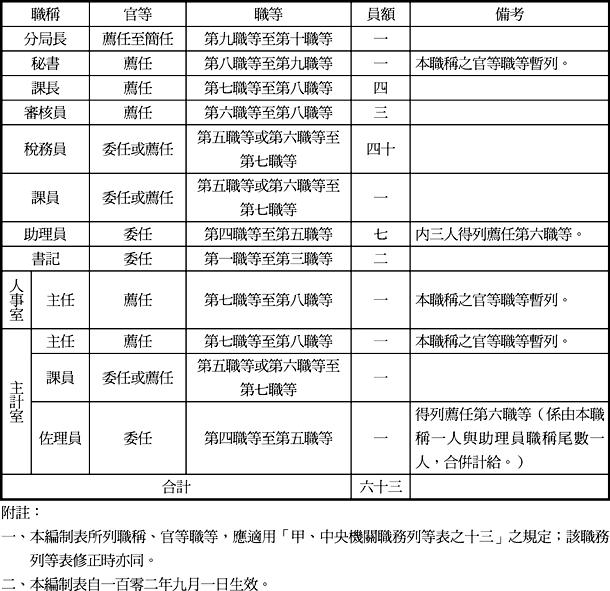 職稱 官等 職等 員額 備考
分局長 薦任至簡任 第九職等至第十職等 一
秘書 薦任 第八職等至第九職等 一 本職稱之官等職等暫列。
課長 薦任 第七職等至第八職等 四
審核員 薦任 第六職等至第八職等 三
稅務員 委任或薦任 第五職等或第六職等至
第七職等 四十
課員 委任或薦任 第五職等或第六職等至
第七職等 一
助理員 委任 第四職等至第五職等 七 內三人得列薦任第六職等。
書記 委任 第一職等至第三職等 二
人事室 主任 薦任 第七職等至第八職等 一 本職稱之官等職等暫列。
主計室 主任 薦任 第七職等至第八職等 一 本職稱之官等職等暫列。
課員 委任或薦任 第五職等或第六職等至
第七職等 一
佐理員 委任 第四職等至第五職等 一 得列薦任第六職等（係由本職
稱一人與助理員職稱尾數一
人，合併計給。）
合計 六十三
附註：
一、本編制表所列職稱、官等職等，應適用「甲、中央機關職務列等表之十三」之規定；該職務
列等表修正時亦同。
二、本編制表自一百零二年九月一日生效。